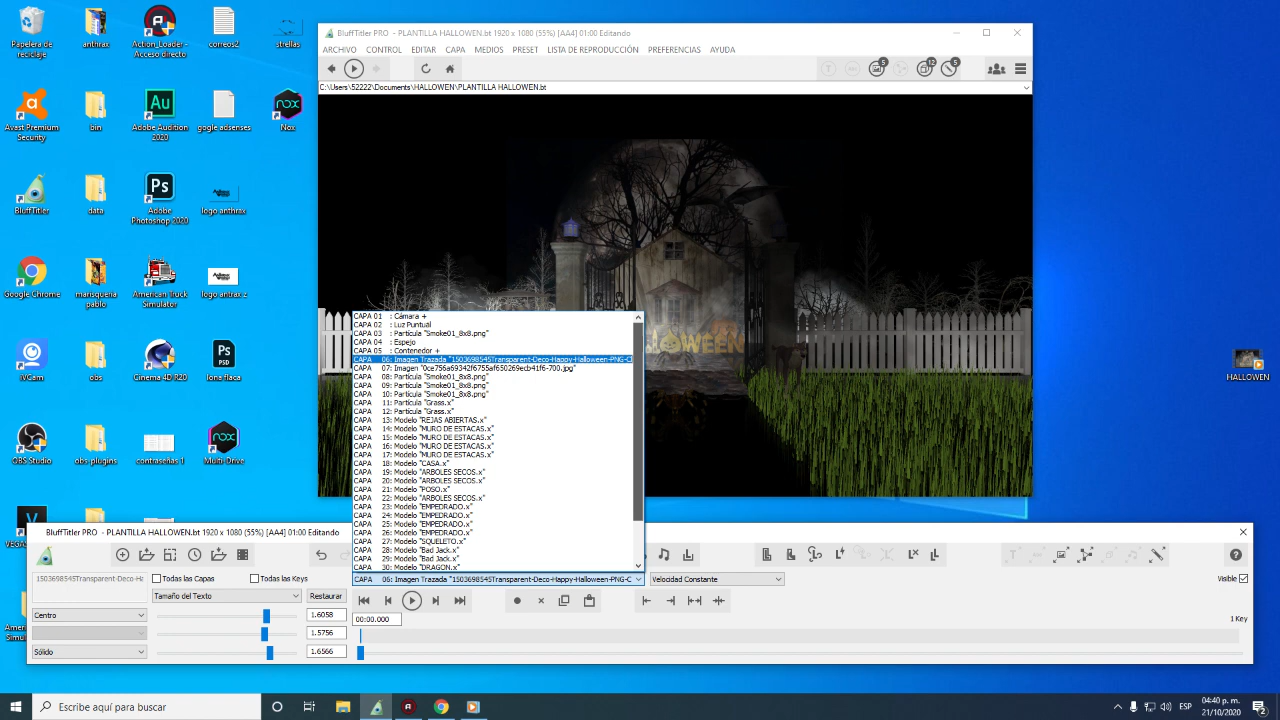 Papelera de
reciclaje
anthrax
Action_Loader -
Acceso directo
correos2
strellas
Avast Premium
Security
bin
Adobe Audition
2020
gogle adsenses
Nox
BluffTitler
data
Adobe
Photoshop 2020
logo anthrax
Google Chrome
marisquena
pablo
American Truck
Simulator
logo antrax z
iVCam
obs
Cinema 4D R20
lona flaca
OBS Studio
obs-plugins
contraseñas 1
Multi-Drive
HALLOWEN
BluffTitler PRO - PLANTILLA HALLOWEN.bt 1920 x 1080 (55%) [AA4] 01:00 Editando
ARCHIVO CONTROL EDITAR CAPA MEDIOS PRESET LISTA DE REPRODUCCIÓN PREFERENCIAS AYUDA
5 12 5
C:\Users\52222\Documents\HALLOWEN\PLANTILLA HALLOWEN.bt
CAPA 01 : Cámara +
CAPA 02 : Luz Puntual
CAPA 03 : Partícula "Smoke01_8x8.png"
CAPA 04 : Espejo
CAPA 05 : Contenedor +
CAPA 06: Imagen Trazada "1503698545Transparent-Deco-Happy-Halloween-PNG-C
CAPA 07: Imagen "0ce756a69342f6755af650269ecb41f6-700.jpg"
CAPA 08: Partícula "Smoke01_8x8.png"
CAPA 09: Partícula "Smoke01_8x8.png"
CAPA 10: Partícula "Smoke01_8x8.png"
CAPA 11: Partícula "Grass.x"
CAPA 12: Partícula "Grass.x"
CAPA 13: Modelo "REJAS ABIERTAS.x"
CAPA 14: Modelo "MURO DE ESTACAS.x"
CAPA 15: Modelo "MURO DE ESTACAS.x"
CAPA 16: Modelo "MURO DE ESTACAS.x"
CAPA 17: Modelo "MURO DE ESTACAS.x"
CAPA 18: Modelo "CASA.x"
CAPA 19: Modelo "ARBOLES SECOS.x"
CAPA 20: Modelo "ARBOLES SECOS.x"
CAPA 21: Modelo "POSO.x"
CAPA 22: Modelo "ARBOLES SECOS.x"
CAPA 23: Modelo "EMPEDRADO.x"
CAPA 24: Modelo "EMPEDRADO.x"
CAPA 25: Modelo "EMPEDRADO.x"
CAPA 26: Modelo "EMPEDRADO.x"
CAPA 27: Modelo "SQUELETO.x"
CAPA 28: Modelo "Bad Jack.x"
CAPA 29: Modelo "Bad Jack.x"
CAPA 30: Modelo "DRAGON.x"
BluffTitler PRO - PLANTILLA HALLOWEN.bt 1920 x 1080 (55%) [AA4] 01:00 Editando
1503698545Transparent-Deco-Ha
Todas las Capas
Todas las Keys
CAPA 06: Imagen Trazada "1503698545Transparent-Deco-Happy-Halloween-PNG-C
Velocidad Constante
Visible
Tamaño del Texto
Restaurar
Centro
1.6058
00:00.000
1 Key
1.5756
Sólido
1.6566
Escribe aquí para buscar
ESP
04:40 p. m.
21/10/2020
2